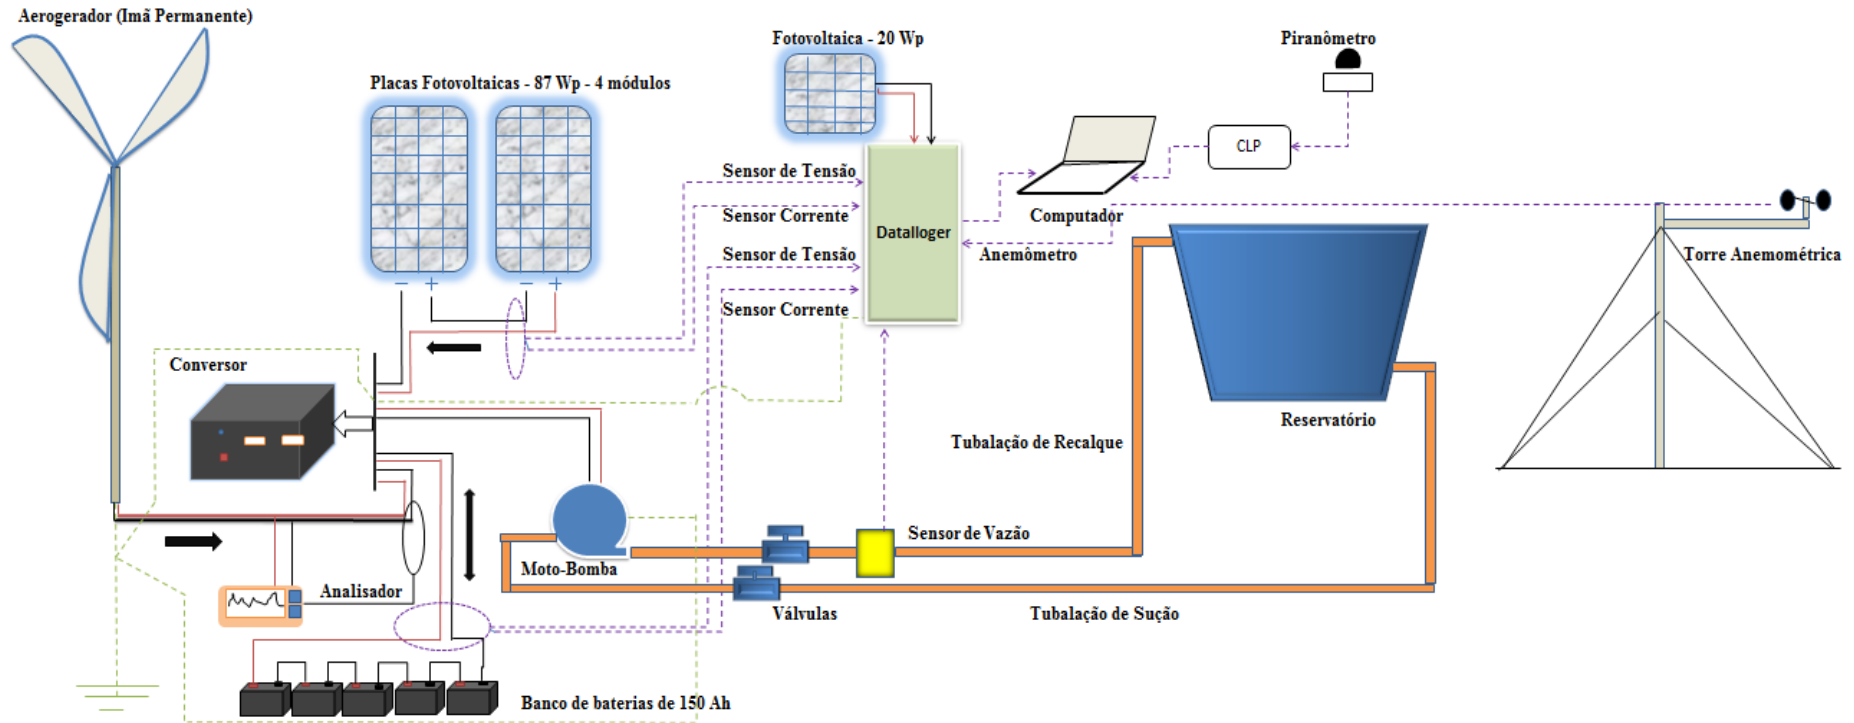 Aerogerador (Imã Permanente)
Placas Fotovoltaicas - 87 Wp - 4 módulos
Fotovoltaica - 20 Wp
Piranômetro
CLP
Sensor de Tensão
Sensor Corrente
Sensor de Tensão
Sensor Corrente
Datalloger
Computador
Anemômetro
Torre Anemométrica
Conversor
Reservatório
Tubalação de Recalque
Sensor de Vazão
Moto-Bomba
Analisador
Válvulas
Tubalação de Sução
Banco de baterias de 150 Ah